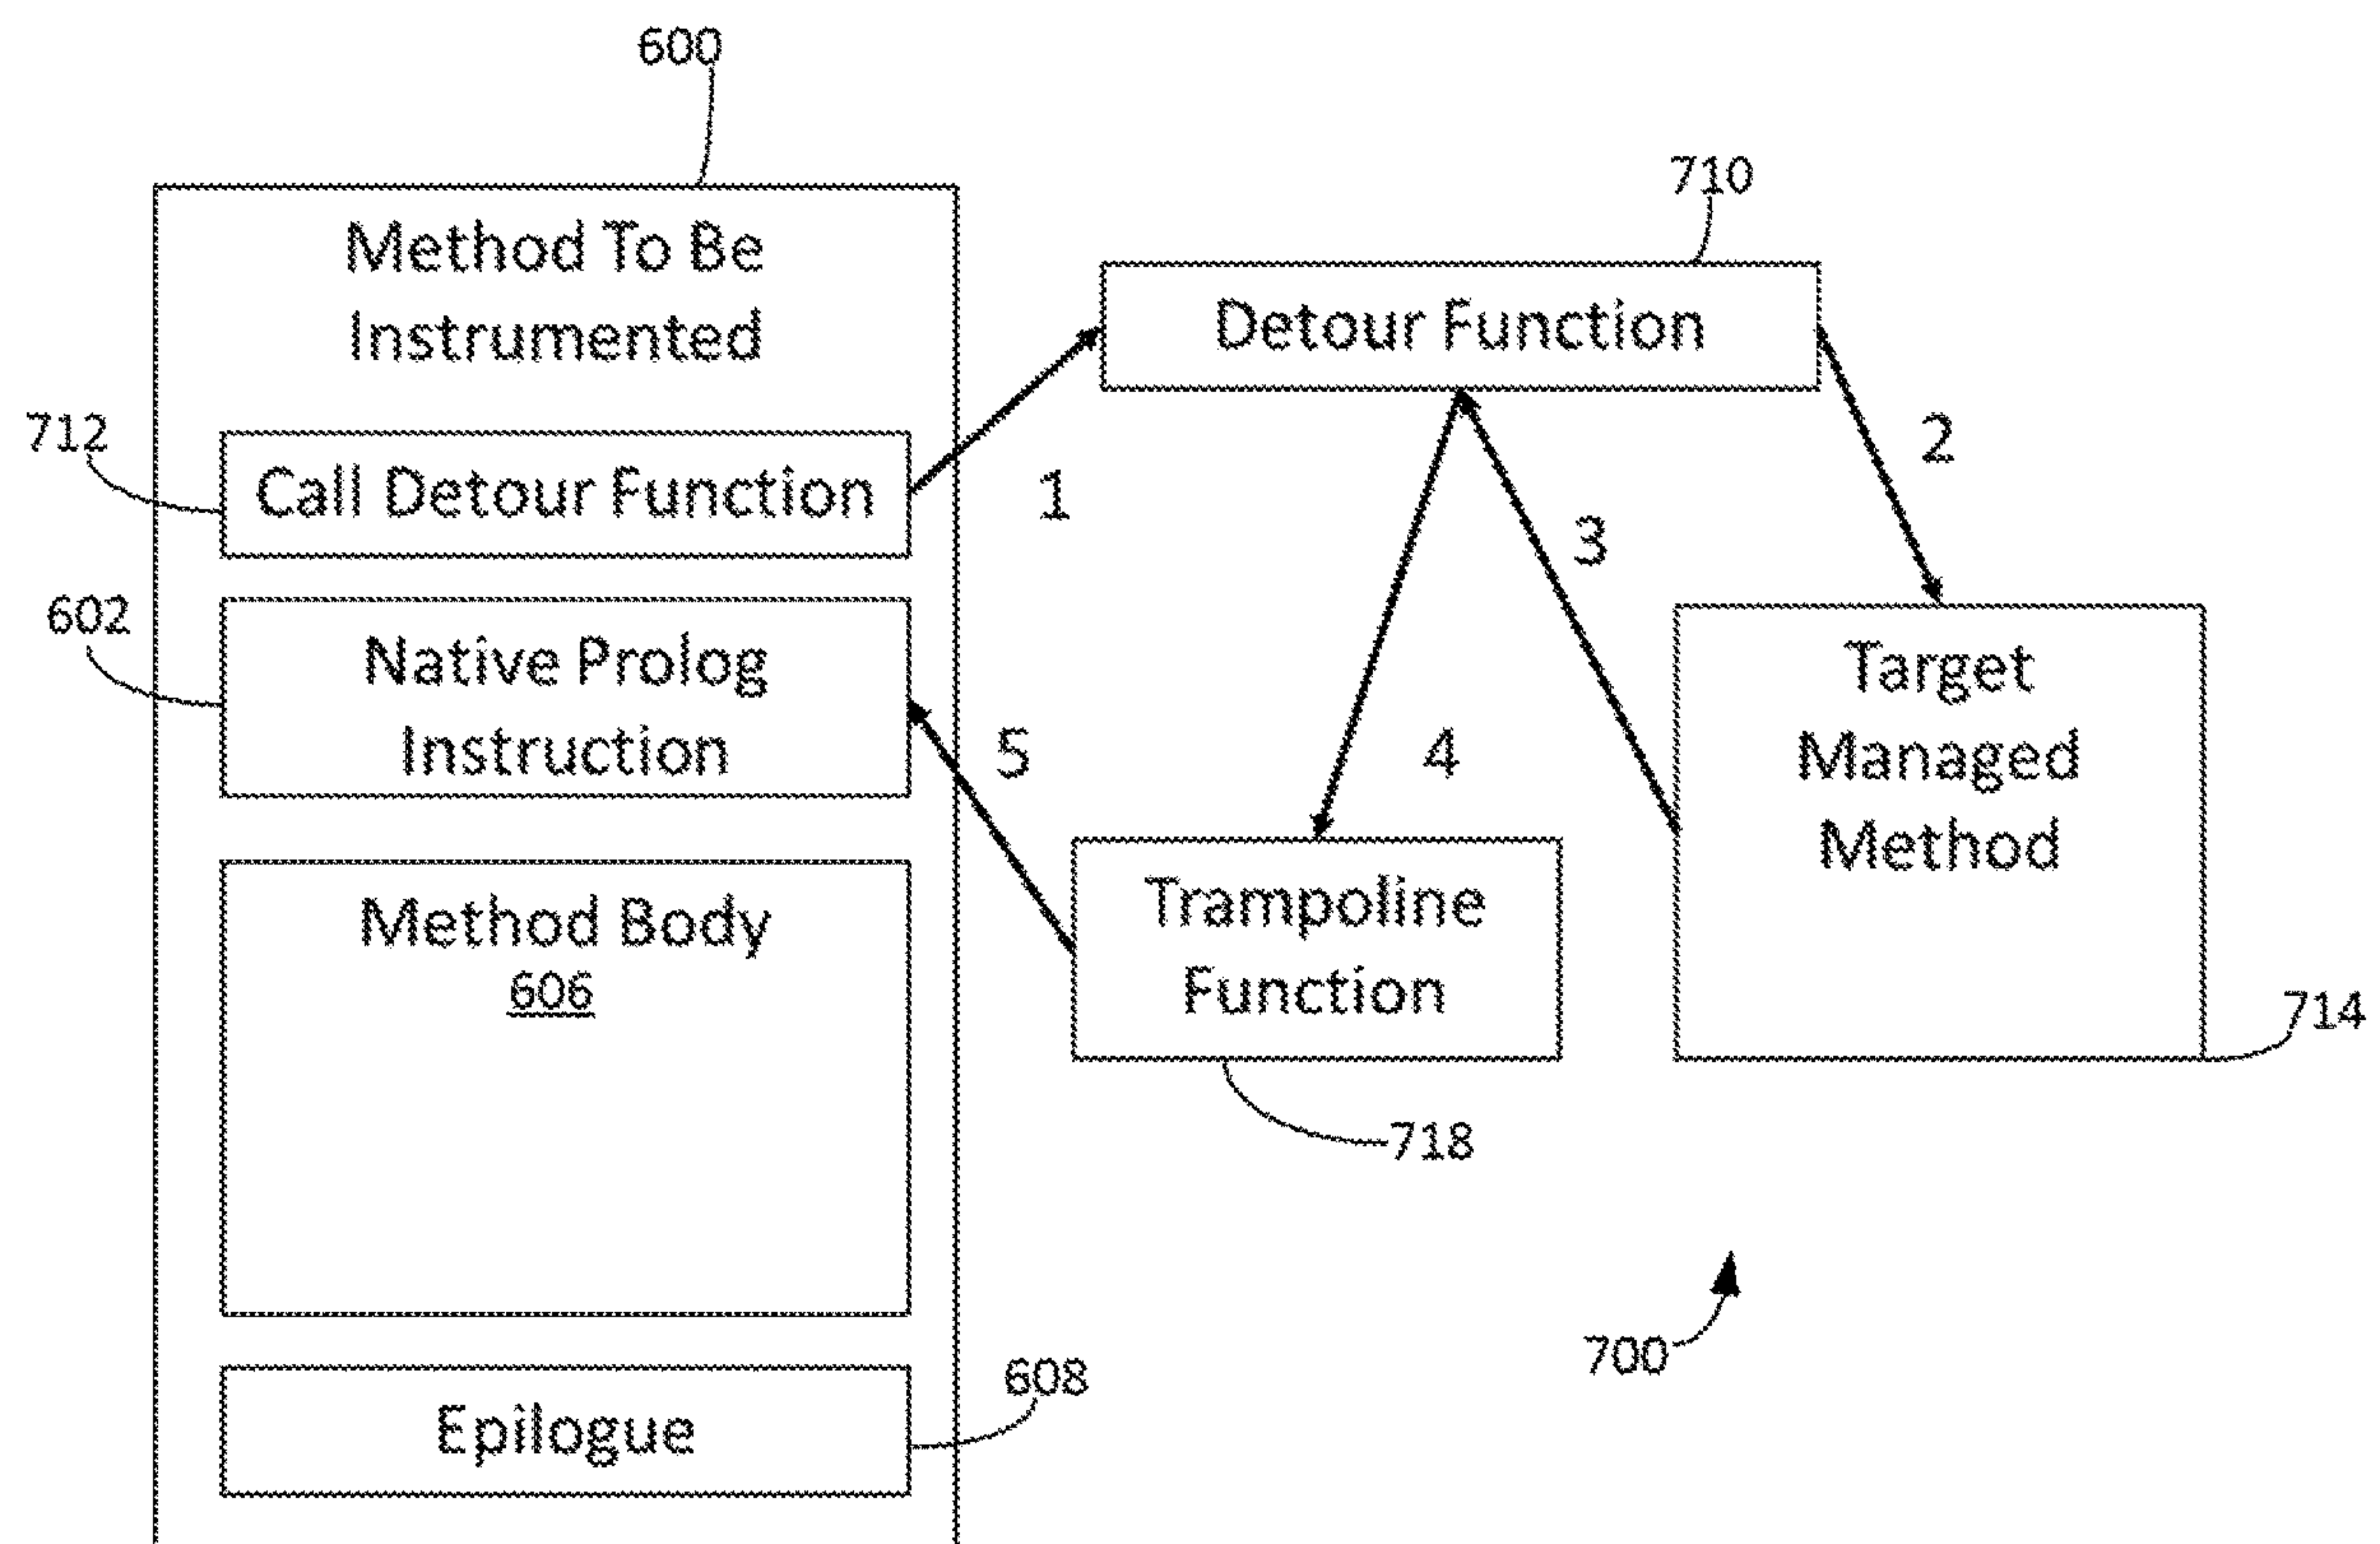 600
Method To Be
Instrumented
710
Detour Function
712
Call Detour Function
1
2
3
602
Native Prolog
Instruction
5
4
Target
Managed
Method
Trampoline
Function
Method Body
606
714
718
700
608
Epilogue